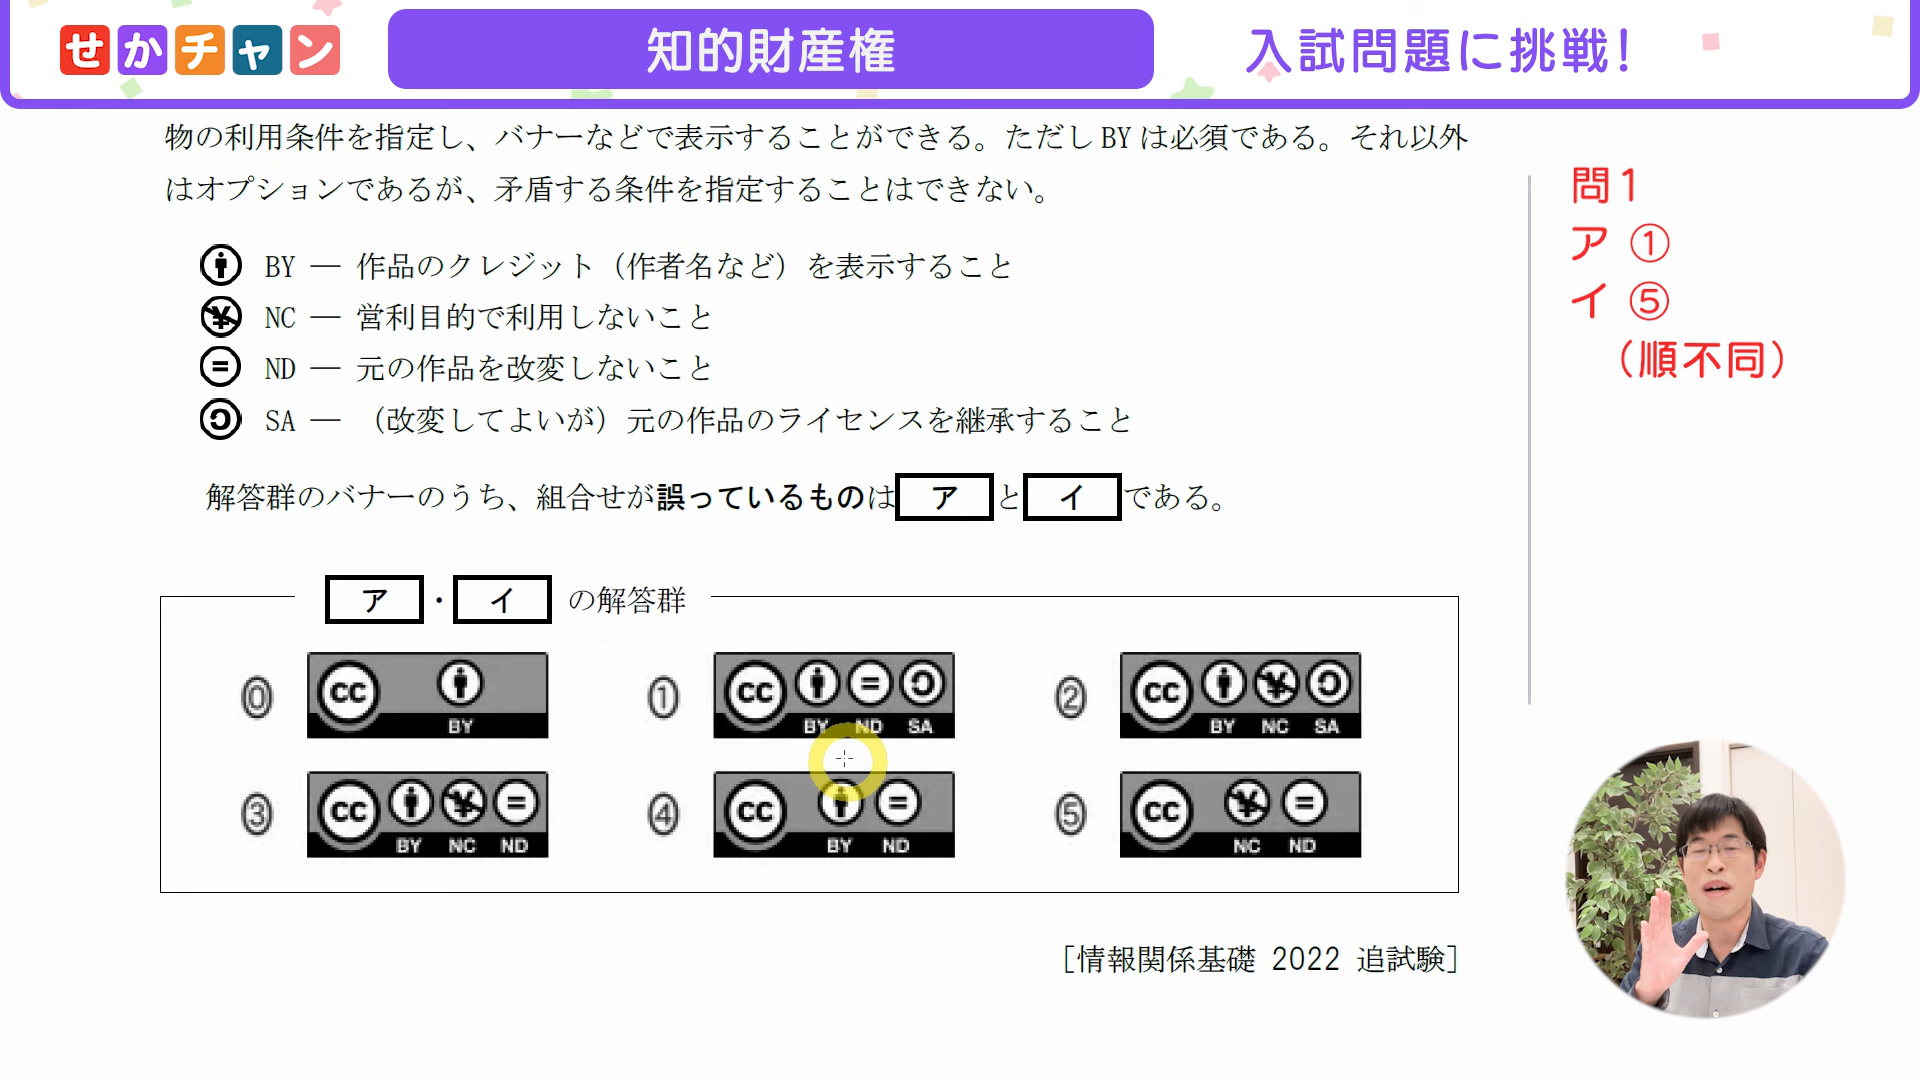 せかチャン
知的財産権
入試問題に挑戦!
物の利用条件を指定し、バナーなどで表示することができる。ただし BY は必須である。それ以外
はオプションであるが、矛盾する条件を指定することはできない。
BY ― 作品のクレジット（作者名など）を表示すること
NC ― 営利目的で利用しないこと
ND ― 元の作品を改変しないこと
SA ― （改変してよいが）元の作品のライセンスを継承すること
解答群のバナーのうち、組合せが誤っているものは ア と イ である。
ア・イ の解答群
⓪ CC BY
① CC BY ND SA
② CC BY NC SA
③ CC BY NC ND
④ CC BY ND
⑤ CC NC ND
［情報関係基礎 2022 追試験］
問1
ア ①
イ ⑤
（順不同）